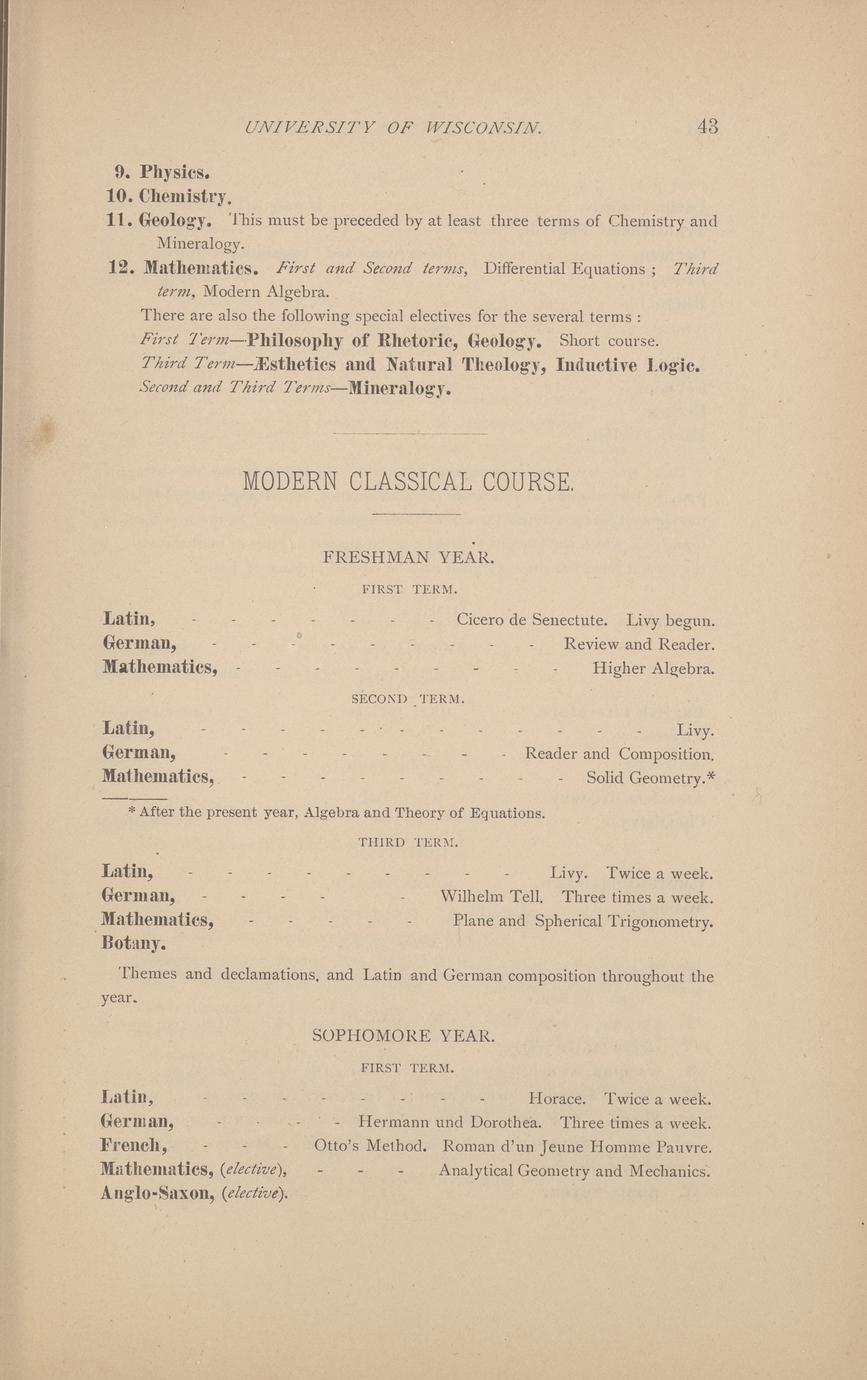 UNIVERSITY OF WISCONSIN. 43
9. Physics.
10. Chemistry.
11. Geology. This must be preceded by at least three terms of Chemistry and
Mineralogy.
12. Mathematics. First and Second terms, Differential Equations ; Third
term, Modern Algebra.
There are also the following special electives for the several terms :
First Term—Philosophy of Rhetoric, Geology. Short course.
Third Term—Æsthetics and Natural Theology, Inductive Logic.
Second and Third Terms—Mineralogy.
MODERN CLASSICAL COURSE.
FRESHMAN YEAR.
FIRST TERM.
Latin, - - - - - - - Cicero de Senectute. Livy begun.
German, - - - - - - - - - Review and Reader.
Mathematics, - - - - - - - - - Higher Algebra.
SECOND TERM.
Latin, - - - - - - - - - - - - Livy.
German, - - - - - - - - Reader and Composition.
Mathematics, - - - - - - - - - Solid Geometry.*
* After the present year, Algebra and Theory of Equations.
THIRD TERM.
Latin, - - - - - - - - - Livy. Twice a week.
German, - - - - - Wilhelm Tell. Three times a week.
Mathematics, - - - - - Plane and Spherical Trigonometry.
Botany.
Themes and declamations, and Latin and German composition throughout the
year.
SOPHOMORE YEAR.
FIRST TERM.
Latin, - - - - - - - - Horace. Twice a week.
German, - - - - Hermann und Dorothea. Three times a week.
French, - - - Otto's Method. Roman d'un Jeune Homme Pauvre.
Mathematics, (elective), - - - Analytical Geometry and Mechanics.
Anglo-Saxon, (elective).